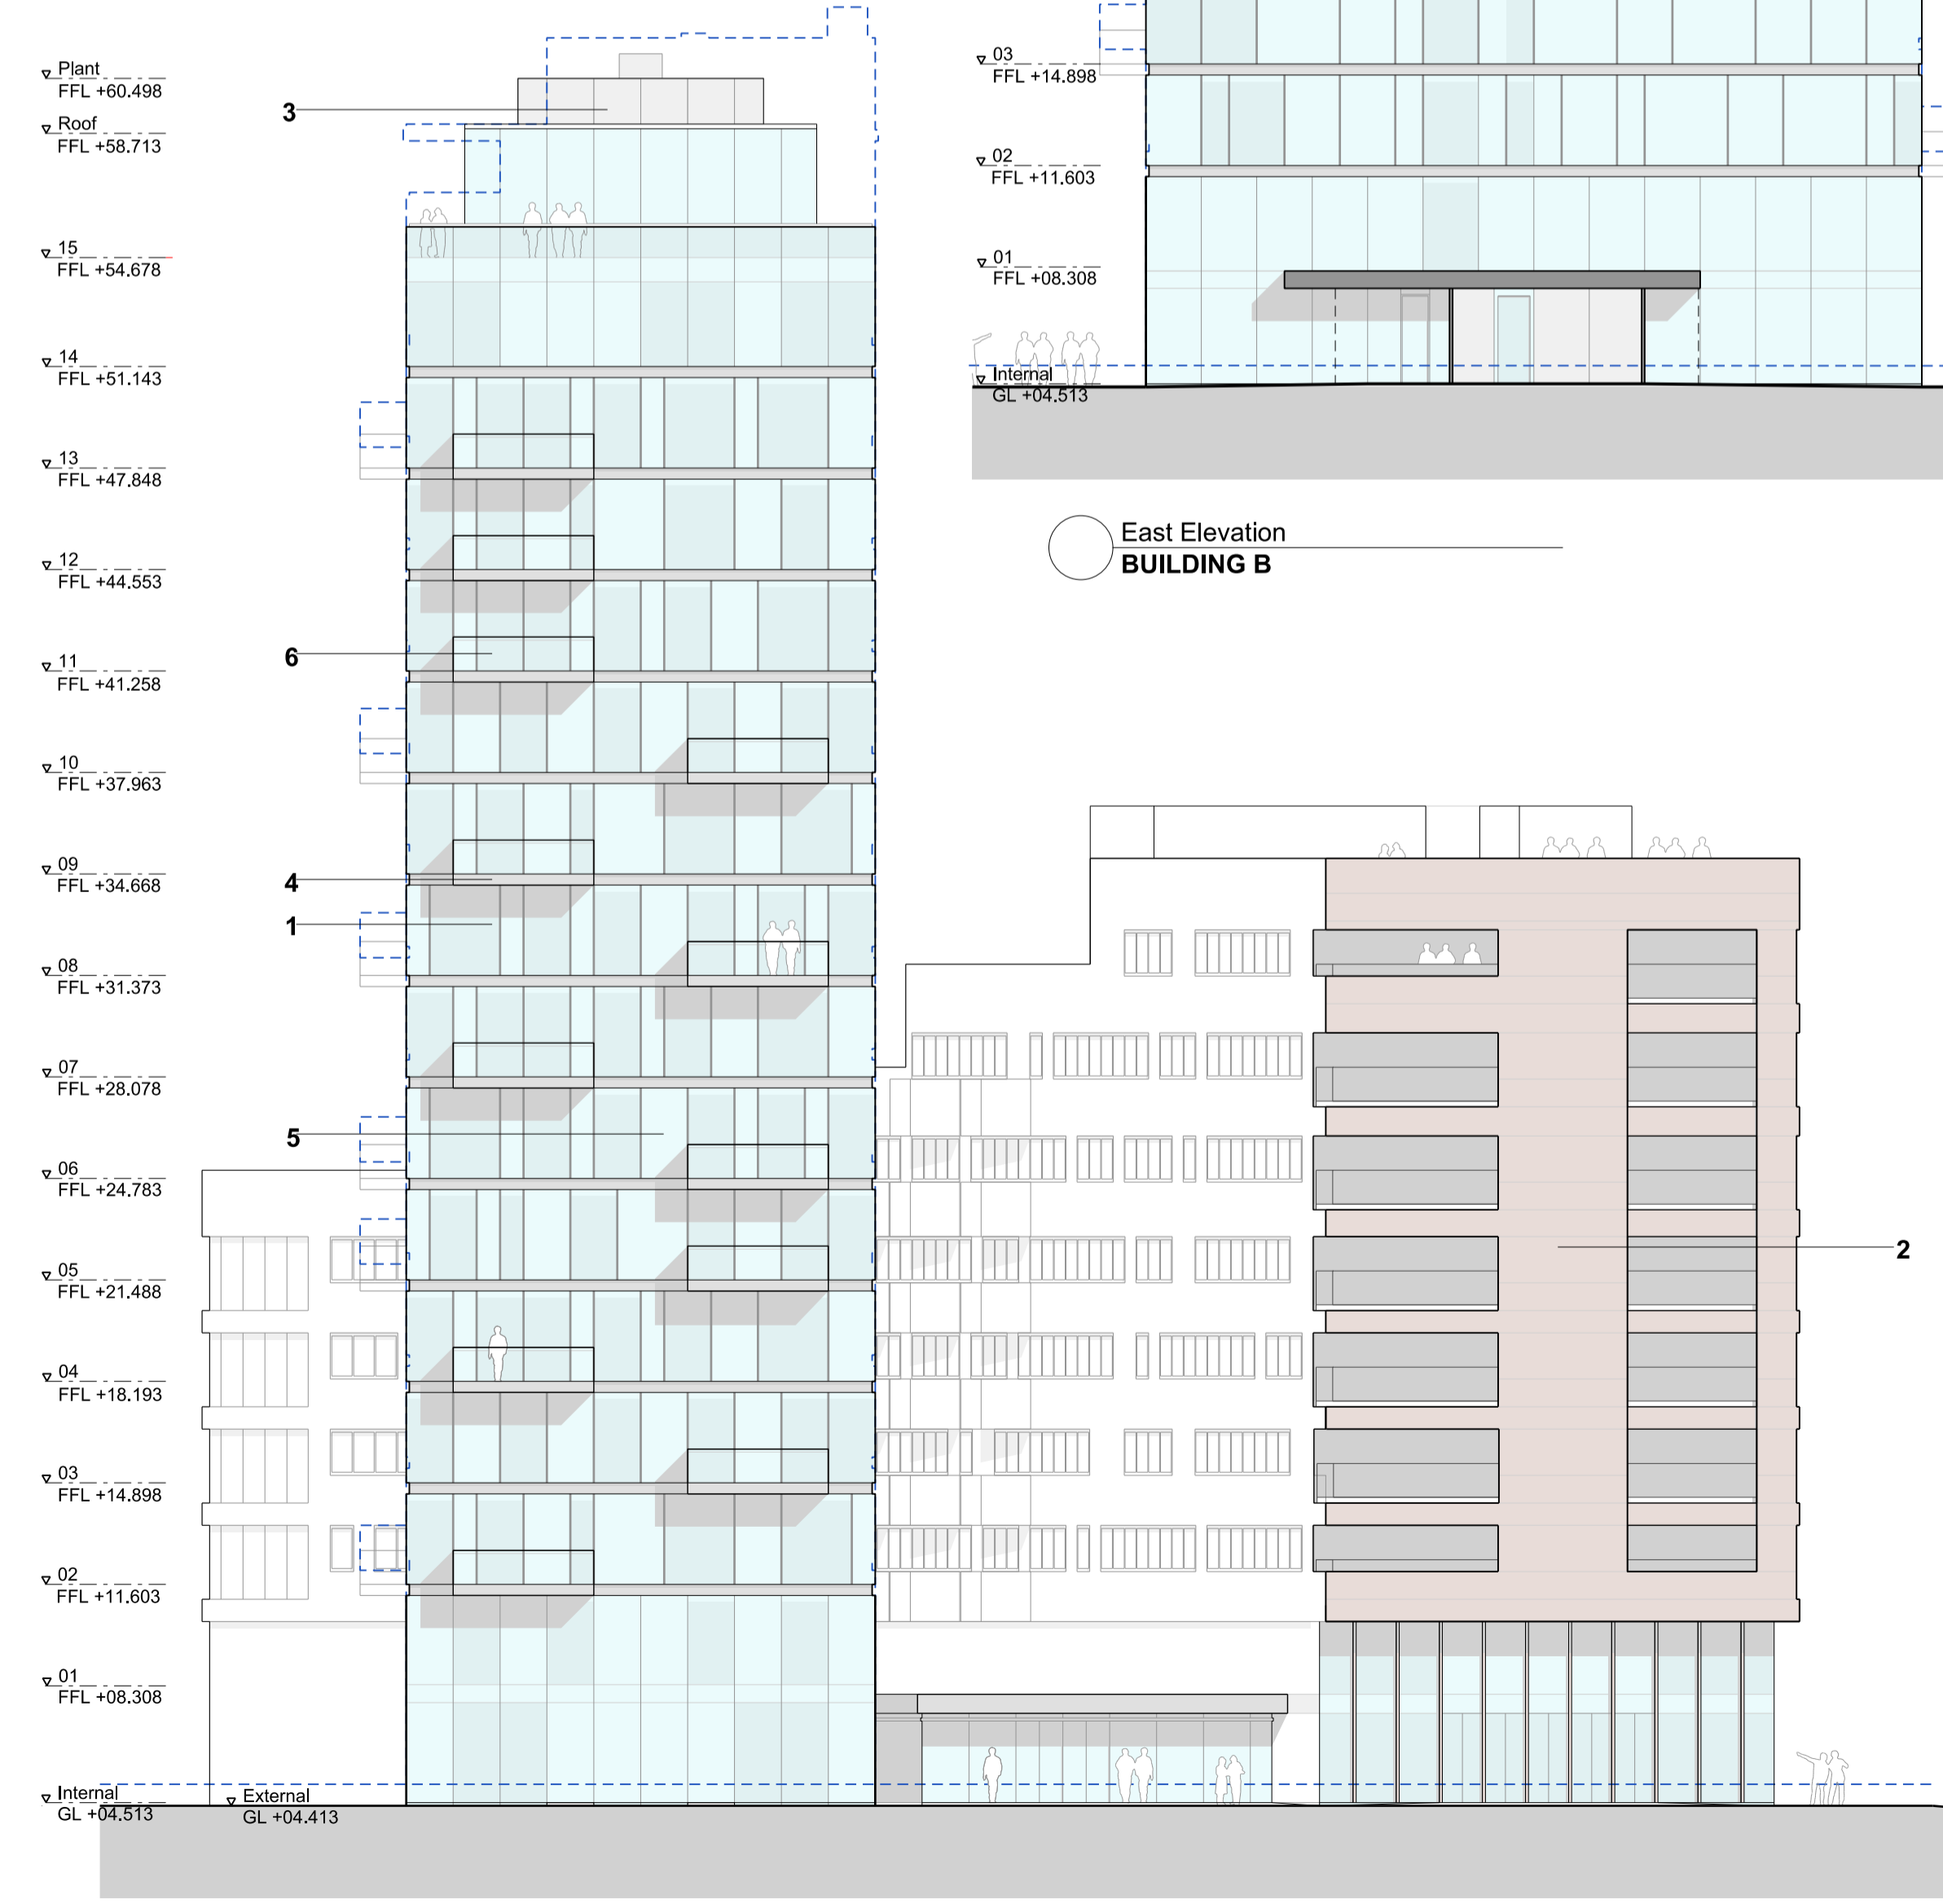 Plant
FFL +60.498
Roof
FFL +58.713
15
FFL +54.678
14
FFL +51.143
13
FFL +47.848
12
FFL +44.553
11
FFL +41.258
10
FFL +37.963
09
FFL +34.668
08
FFL +31.373
07
FFL +28.078
06
FFL +24.783
05
FFL +21.488
04
FFL +18.193
03
FFL +14.898
02
FFL +11.603
01
FFL +08.308
Internal
GL +04.513
External
GL +04.413
3
6
4
1
5
2
03
FFL +14.898
02
FFL +11.603
01
FFL +08.308
Internal
GL +04.513
East Elevation
BUILDING B